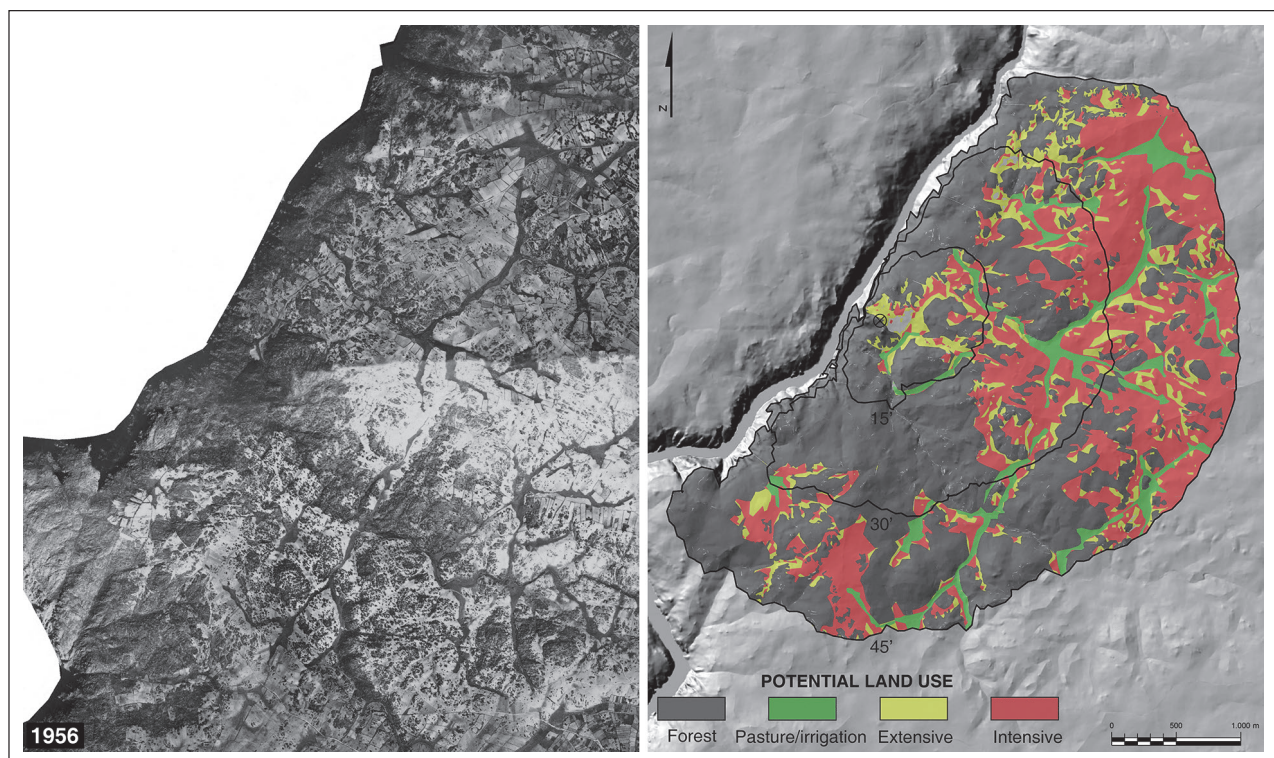 1956
N
15'
30'
45'
POTENTIAL LAND USE
Forest
Pasture/irrigation
Extensive
Intensive
0 500 1.000 m